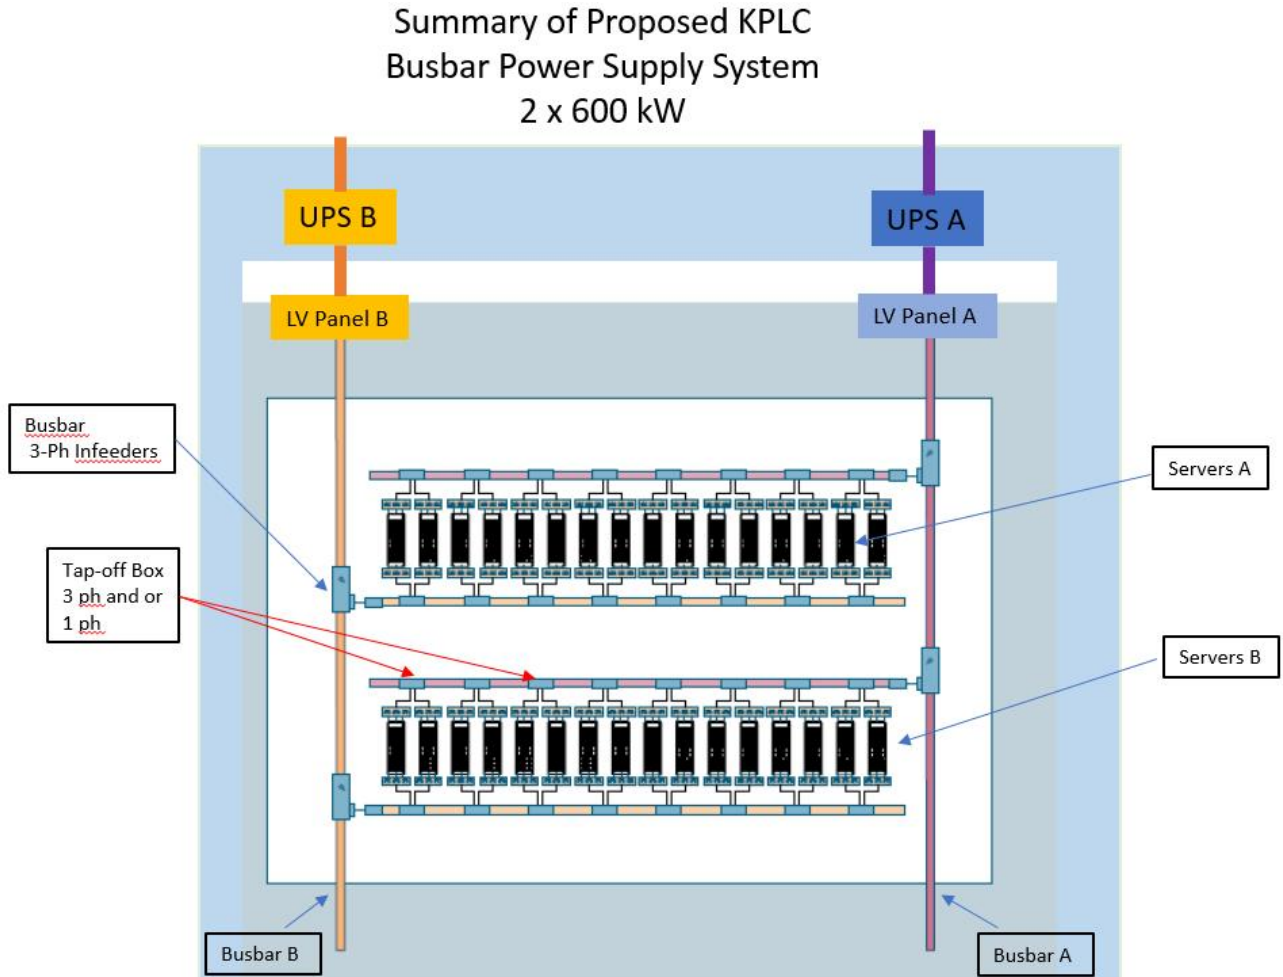 Summary of Proposed KPLC
Busbar Power Supply System
2 x 600 kW
UPS B
UPS A
LV Panel B
LV Panel A
Busbar
3-Ph Infeeders
Servers A
Tap-off Box
3 ph and or
1 ph
Servers B
Busbar B
Busbar A